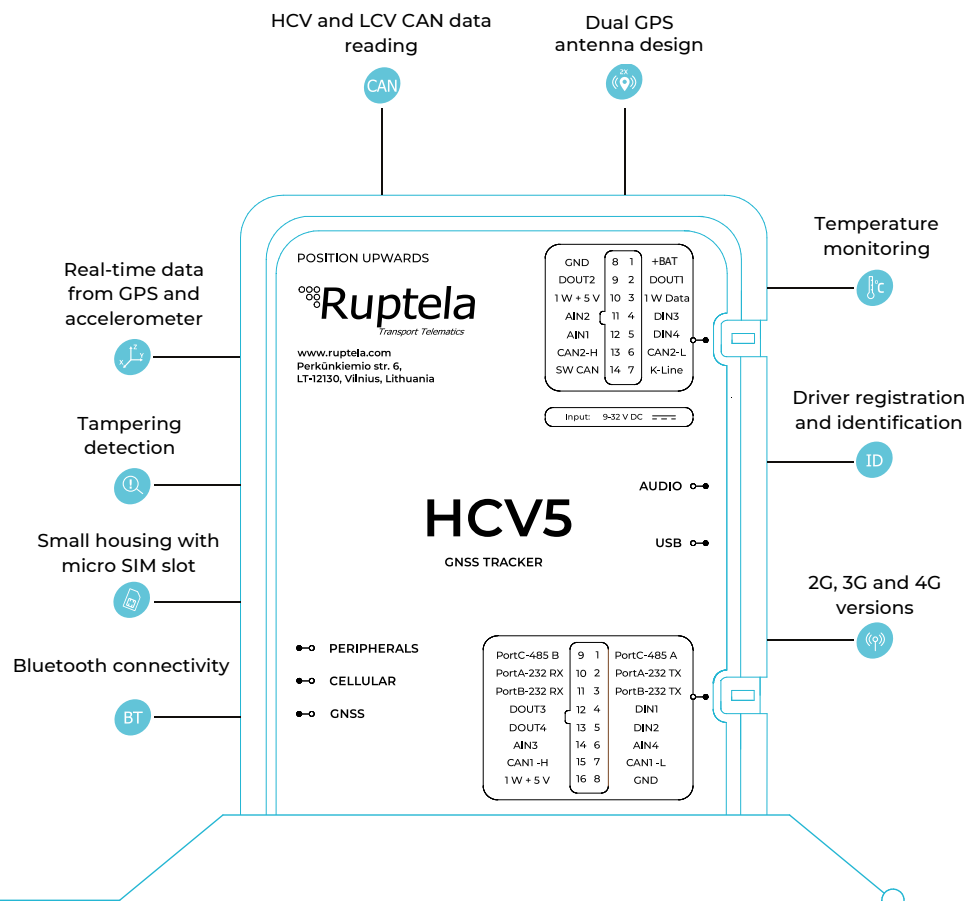 HCV and LCV CAN data
reading
CAN
Dual GPS
antenna design
2X
Temperature
monitoring
°C
Real-time data
from GPS and
accelerometer
X
Z
Y
Tampering
detection
Small housing with
micro SIM slot
Bluetooth connectivity
BT
POSITION UPWARDS
Ruptela
Transport Telematics
www.ruptela.com
Perkūnkiemio str. 6,
LT-12130, Vilnius, Lithuania
GND 8 1 +BAT
DOUT2 9 2 DOUT1
1 W + 5 V 10 3 1 W Data
AIN2 11 4 DIN3
AIN1 12 5 DIN4
CAN2-H 13 6 CAN2-L
SW CAN 14 7 K-Line
Input: 9-32 V DC
Driver registration
and identification
ID
AUDIO
USB
HCV5
GNSS TRACKER
2G, 3G and 4G
versions
PERIPHERALS
CELLULAR
GNSS
PortC-485 B 9 1 PortC-485 A
PortA-232 RX 10 2 PortA-232 TX
PortB-232 RX 11 3 PortB-232 TX
DOUT3 12 4 DIN1
DOUT4 13 5 DIN2
AIN3 14 6 AIN4
CAN1 -H 15 7 CAN1 -L
1 W + 5 V 16 8 GND